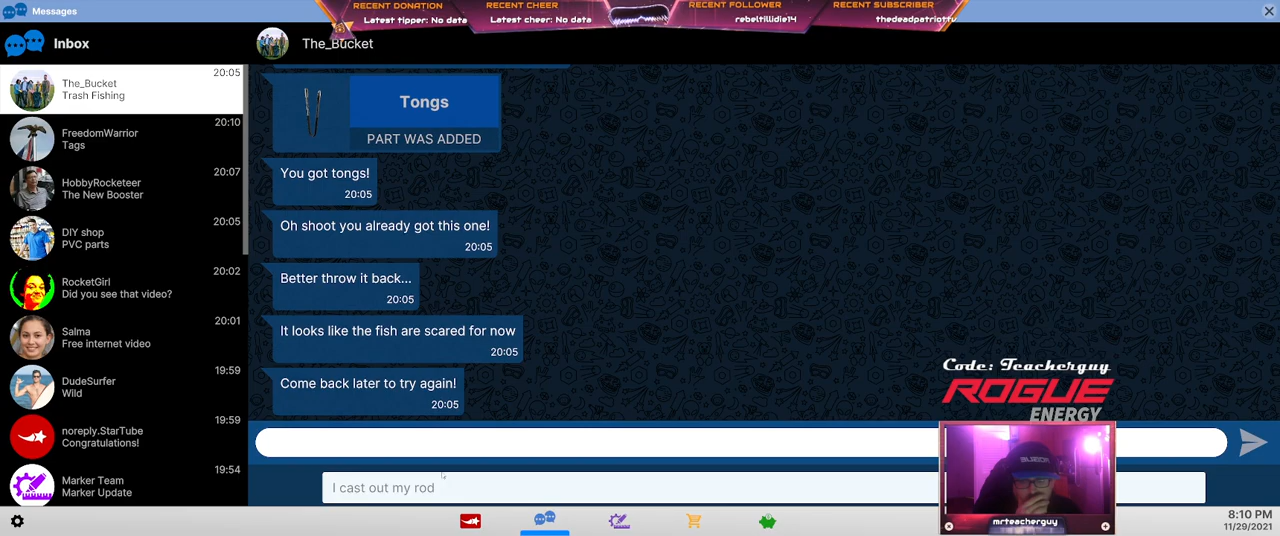 Messages
RECENT DONATION
Latest tipper: No data
RECENT CHEER
Latest cheer: No data
RECENT FOLLOWER
rebeltillidie14
RECENT SUBSCRIBER
thedeadpatriottv
Inbox
The_Bucket
The_Bucket
Trash Fishing
20:05
FreedomWarrior
Tags
20:10
HobbyRocketeer
The New Booster
20:07
DIY shop
PVC parts
20:05
RocketGirl
Did you see that video?
20:02
Salma
Free internet video
20:01
DudeSurfer
Wild
19:59
noreply.StarTube
Congratulations!
19:59
Marker Team
Marker Update
19:54
Tongs
PART WAS ADDED
You got tongs!
20:05
Oh shoot you already got this one!
20:05
Better throw it back...
20:05
It looks like the fish are scared for now
20:05
Come back later to try again!
20:05
I cast out my rod
Code: Teacherguy
ROGUE
ENERGY
mrteacherguy
8:10 PM
11/29/2021